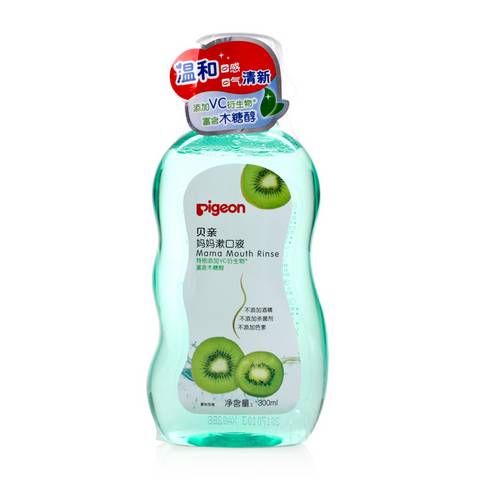 温和口感
口气清新
添加VC衍生物*
富含木糖醇
Pigeon
贝亲
妈妈漱口液
Mama Mouth Rinse
特别添加VC衍生物*
富含木糖醇
不添加酒精
不添加杀菌剂
不添加色素
净含量：300ml